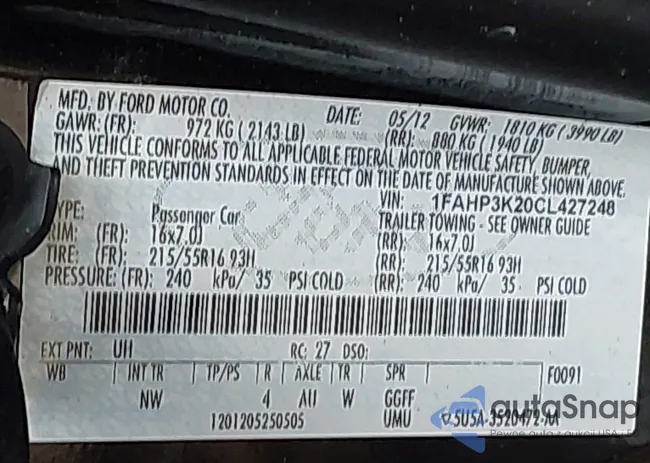 MFD. BY FORD MOTOR CO.
DATE: 05/12 GVWR: 1810 KG (3990 LB)
GAWR: (FR): 972 KG (2143 LB) (RR): 880 KG (1940 LB)
THIS VEHICLE CONFORMS TO ALL APPLICABLE FEDERAL MOTOR VEHICLE SAFETY, BUMPER,
AND THEFT PREVENTION STANDARDS IN EFFECT ON THE DATE OF MANUFACTURE SHOWN ABOVE.
VIN: 1FAHP3K20CL427248
TYPE: Passenger Car TRAILER TOWING - SEE OWNER GUIDE
RIM: (FR): 16x7.0J (RR): 16x7.0J
TIRE: (FR): 215/55R16 93H (RR): 215/55R16 93H
PRESSURE: (FR): 240 kPa/ 35 PSI COLD (RR): 240 kPa/ 35 PSI COLD
EXT PNT: UH RC: 27 DSO:
WB INT TR TP/PS R AXLE TR SPR F0091
NW 4 AU W GGFF
1201205250505 UMU 5U5A-3520472-AA
autoSnap